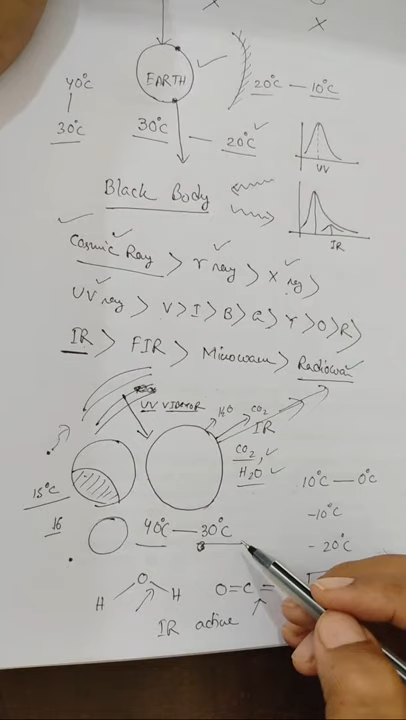 EARTH
40°C
30°C
30°C — 20°C
20°C — 10°C
UV
Black Body
IR
Cosmic Ray > γ ray > X ray >
UV ray > V > I > B > G > Y > O > R >
IR > FIR > Microwave > Radiowave
UV VIBGYOR
H2O
CO2
IR
CO2,
H2O
15°C
16
40°C — 30°C
10°C — 0°C
-10°C
-20°C
H O H
O=C=
IR active